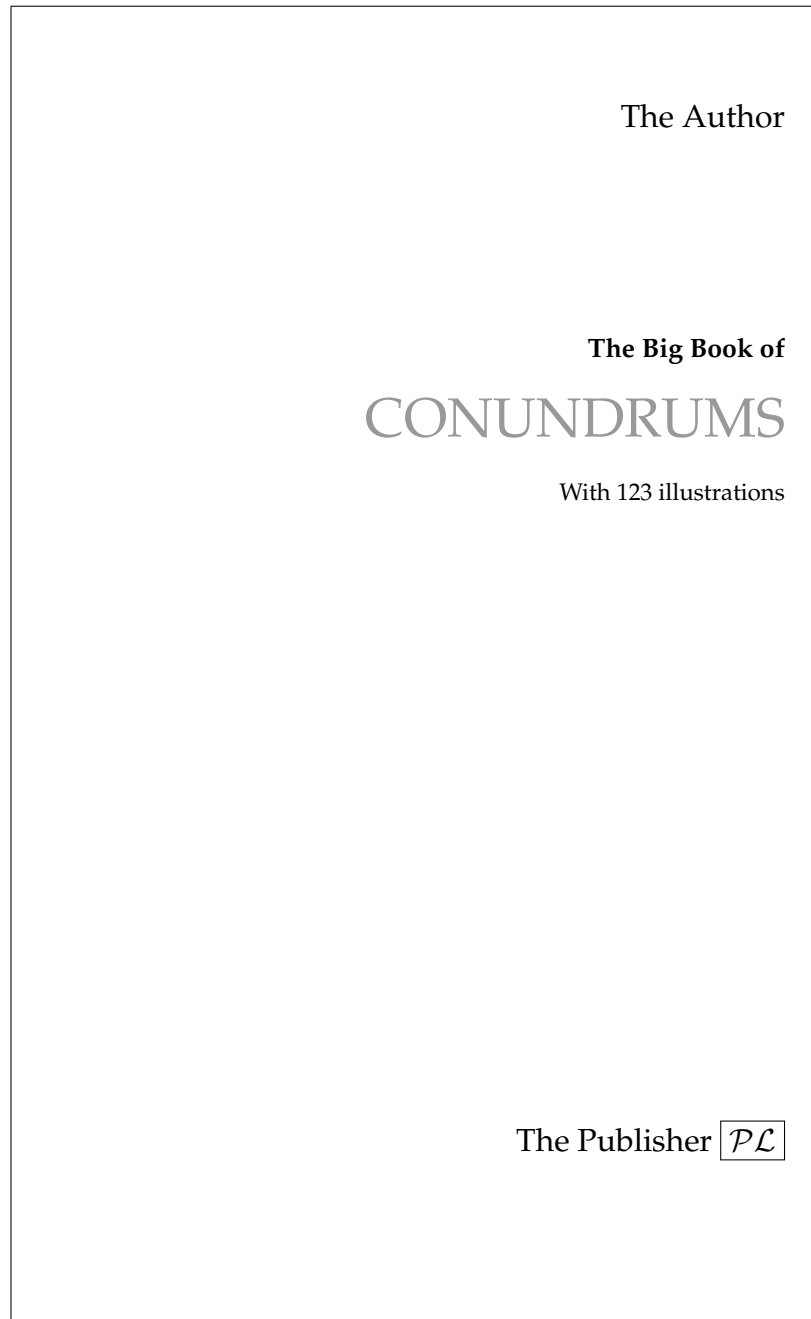 The Author
The Big Book of
CONUNDRUMS
With 123 illustrations
The Publisher PL